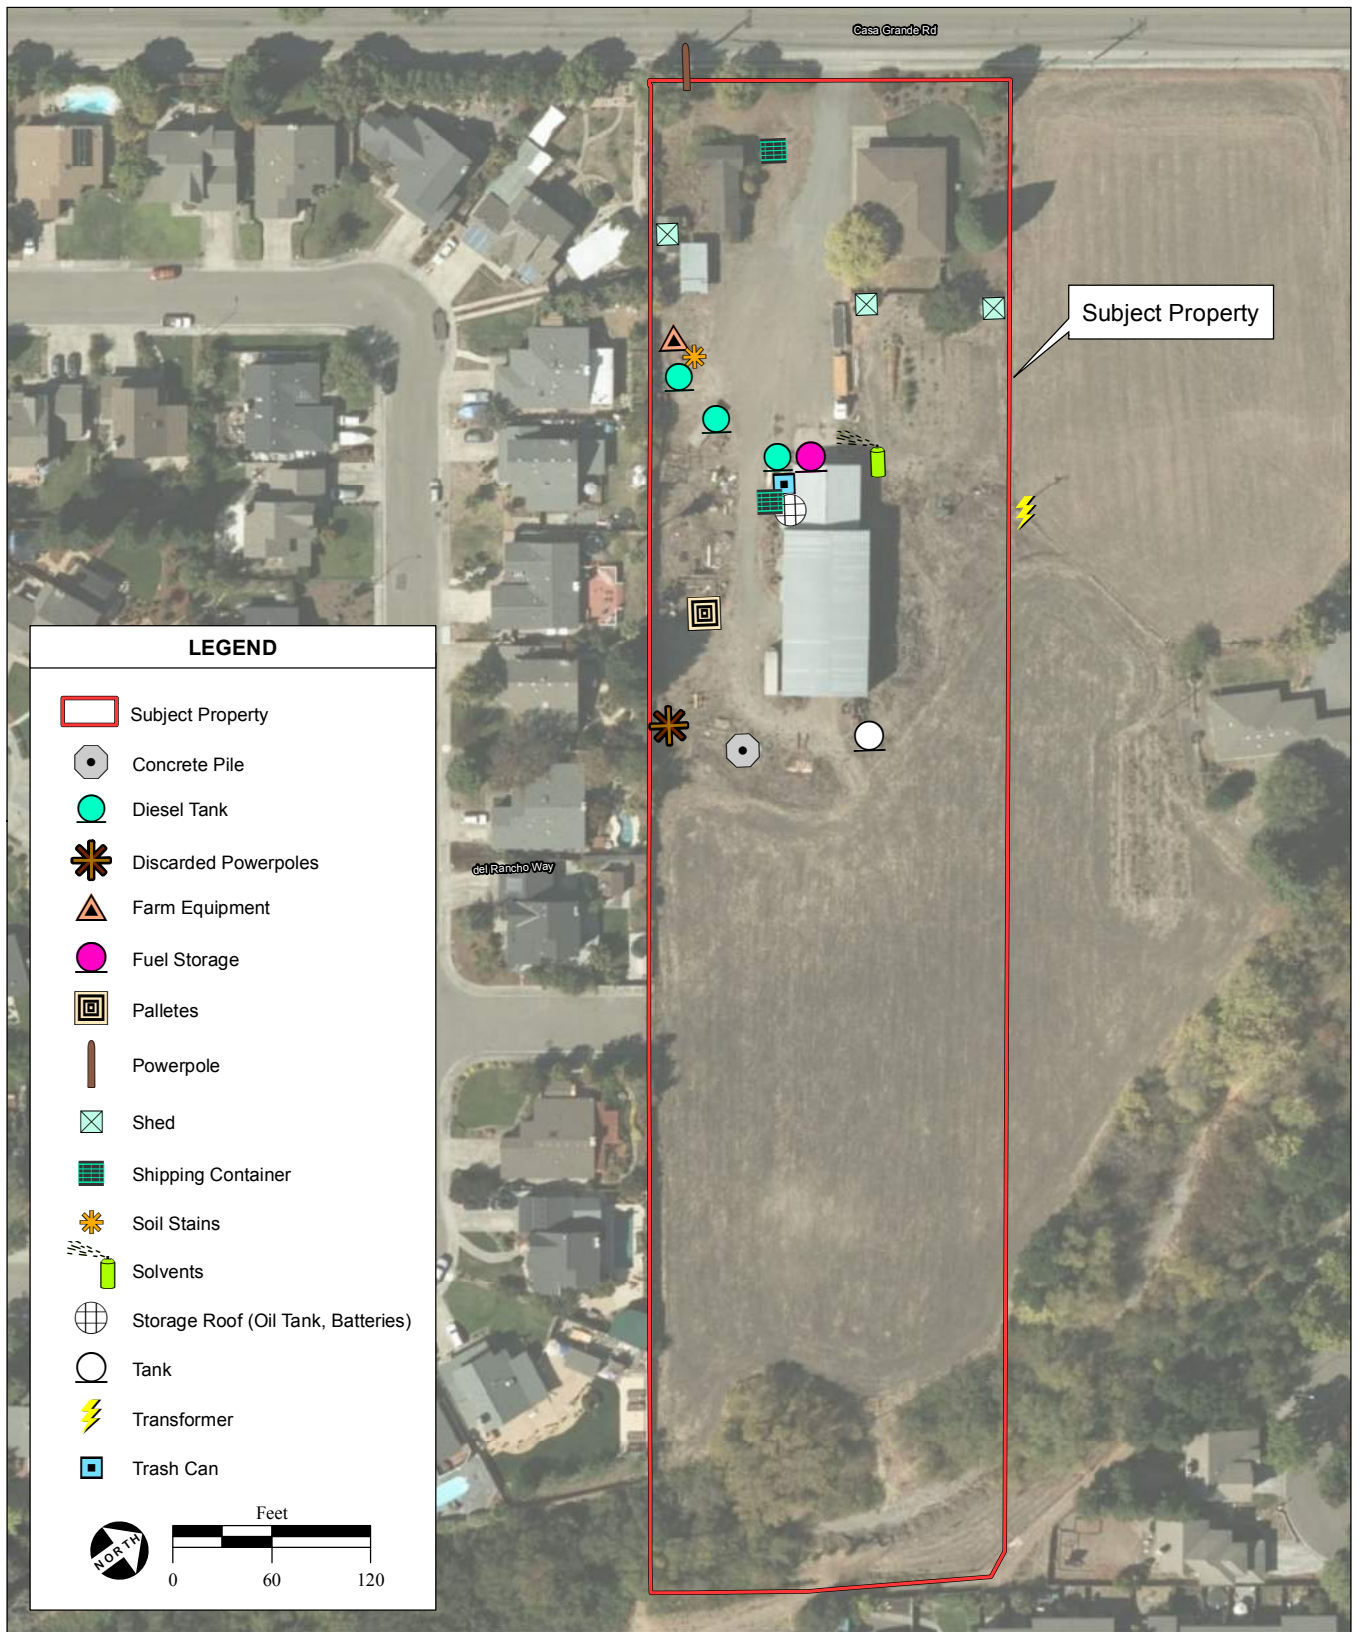 Casa Grande Rd
Subject Property
del Rancho Way
LEGEND
Subject Property
Concrete Pile
Diesel Tank
Discarded Powerpoles
Farm Equipment
Fuel Storage
Palletes
Powerpole
Shed
Shipping Container
Soil Stains
Solvents
Storage Roof (Oil Tank, Batteries)
Tank
Transformer
Trash Can
NORTH
Feet
0 60 120